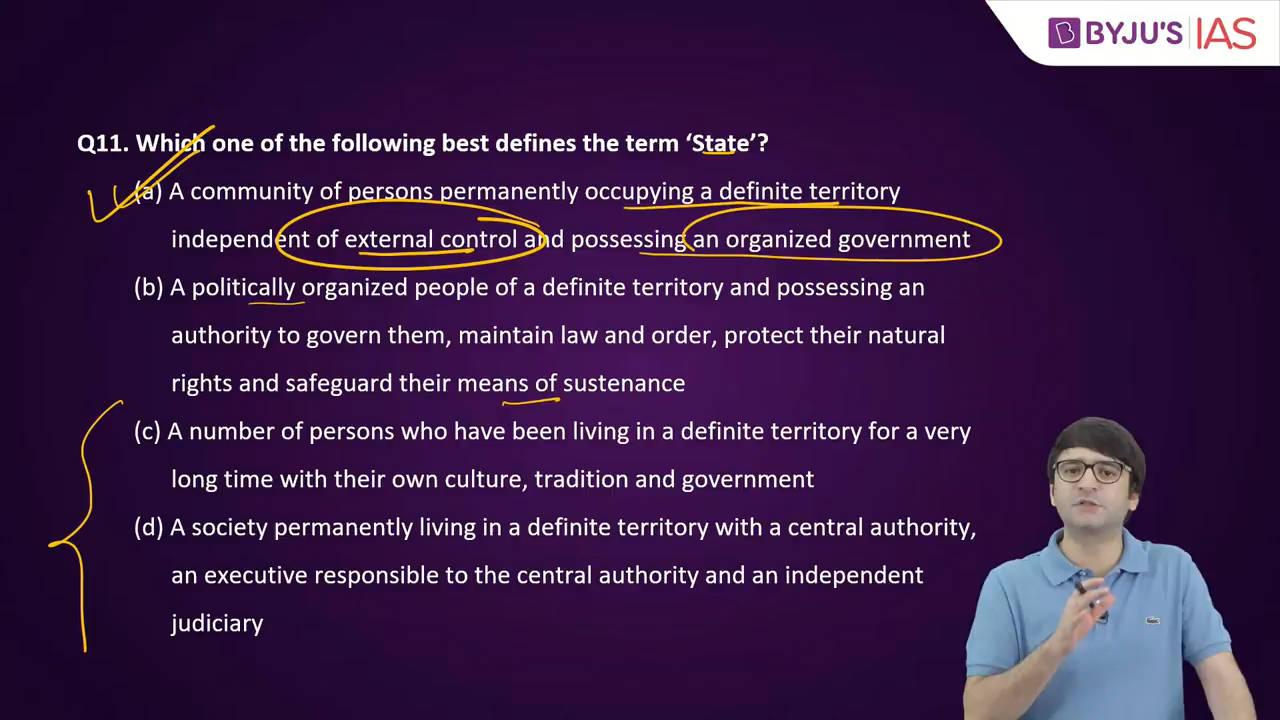 BYJU'S IAS
Q11. Which one of the following best defines the term ‘State’?
(a) A community of persons permanently occupying a definite territory
independent of external control and possessing an organized government
(b) A politically organized people of a definite territory and possessing an
authority to govern them, maintain law and order, protect their natural
rights and safeguard their means of sustenance
(c) A number of persons who have been living in a definite territory for a very
long time with their own culture, tradition and government
(d) A society permanently living in a definite territory with a central authority,
an executive responsible to the central authority and an independent
judiciary